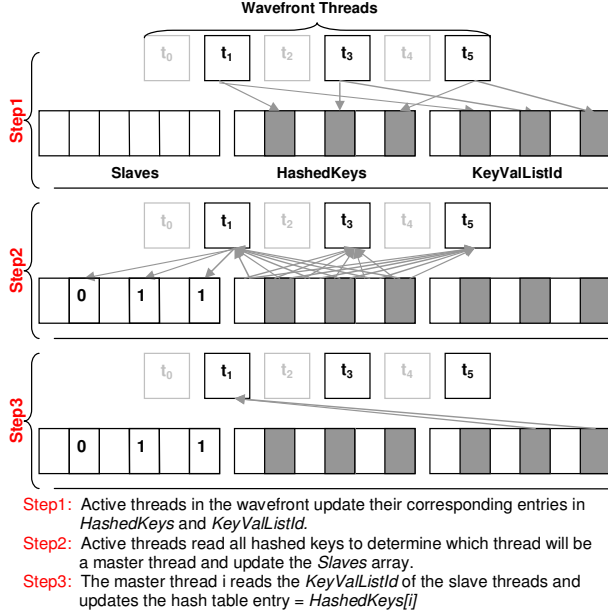 Wavefront Threads
t0 t1 t2 t3 t4 t5
Step1
Slaves HashedKeys KeyValListId
t0 t1 t2 t3 t4 t5
Step2
0 1 1
t0 t1 t2 t3 t4 t5
Step3
0 1 1
Step1: Active threads in the wavefront update their corresponding entries in
HashedKeys and KeyValListId.
Step2: Active threads read all hashed keys to determine which thread will be
a master thread and update the Slaves array.
Step3: The master thread i reads the KeyValListId of the slave threads and
updates the hash table entry = HashedKeys[i]